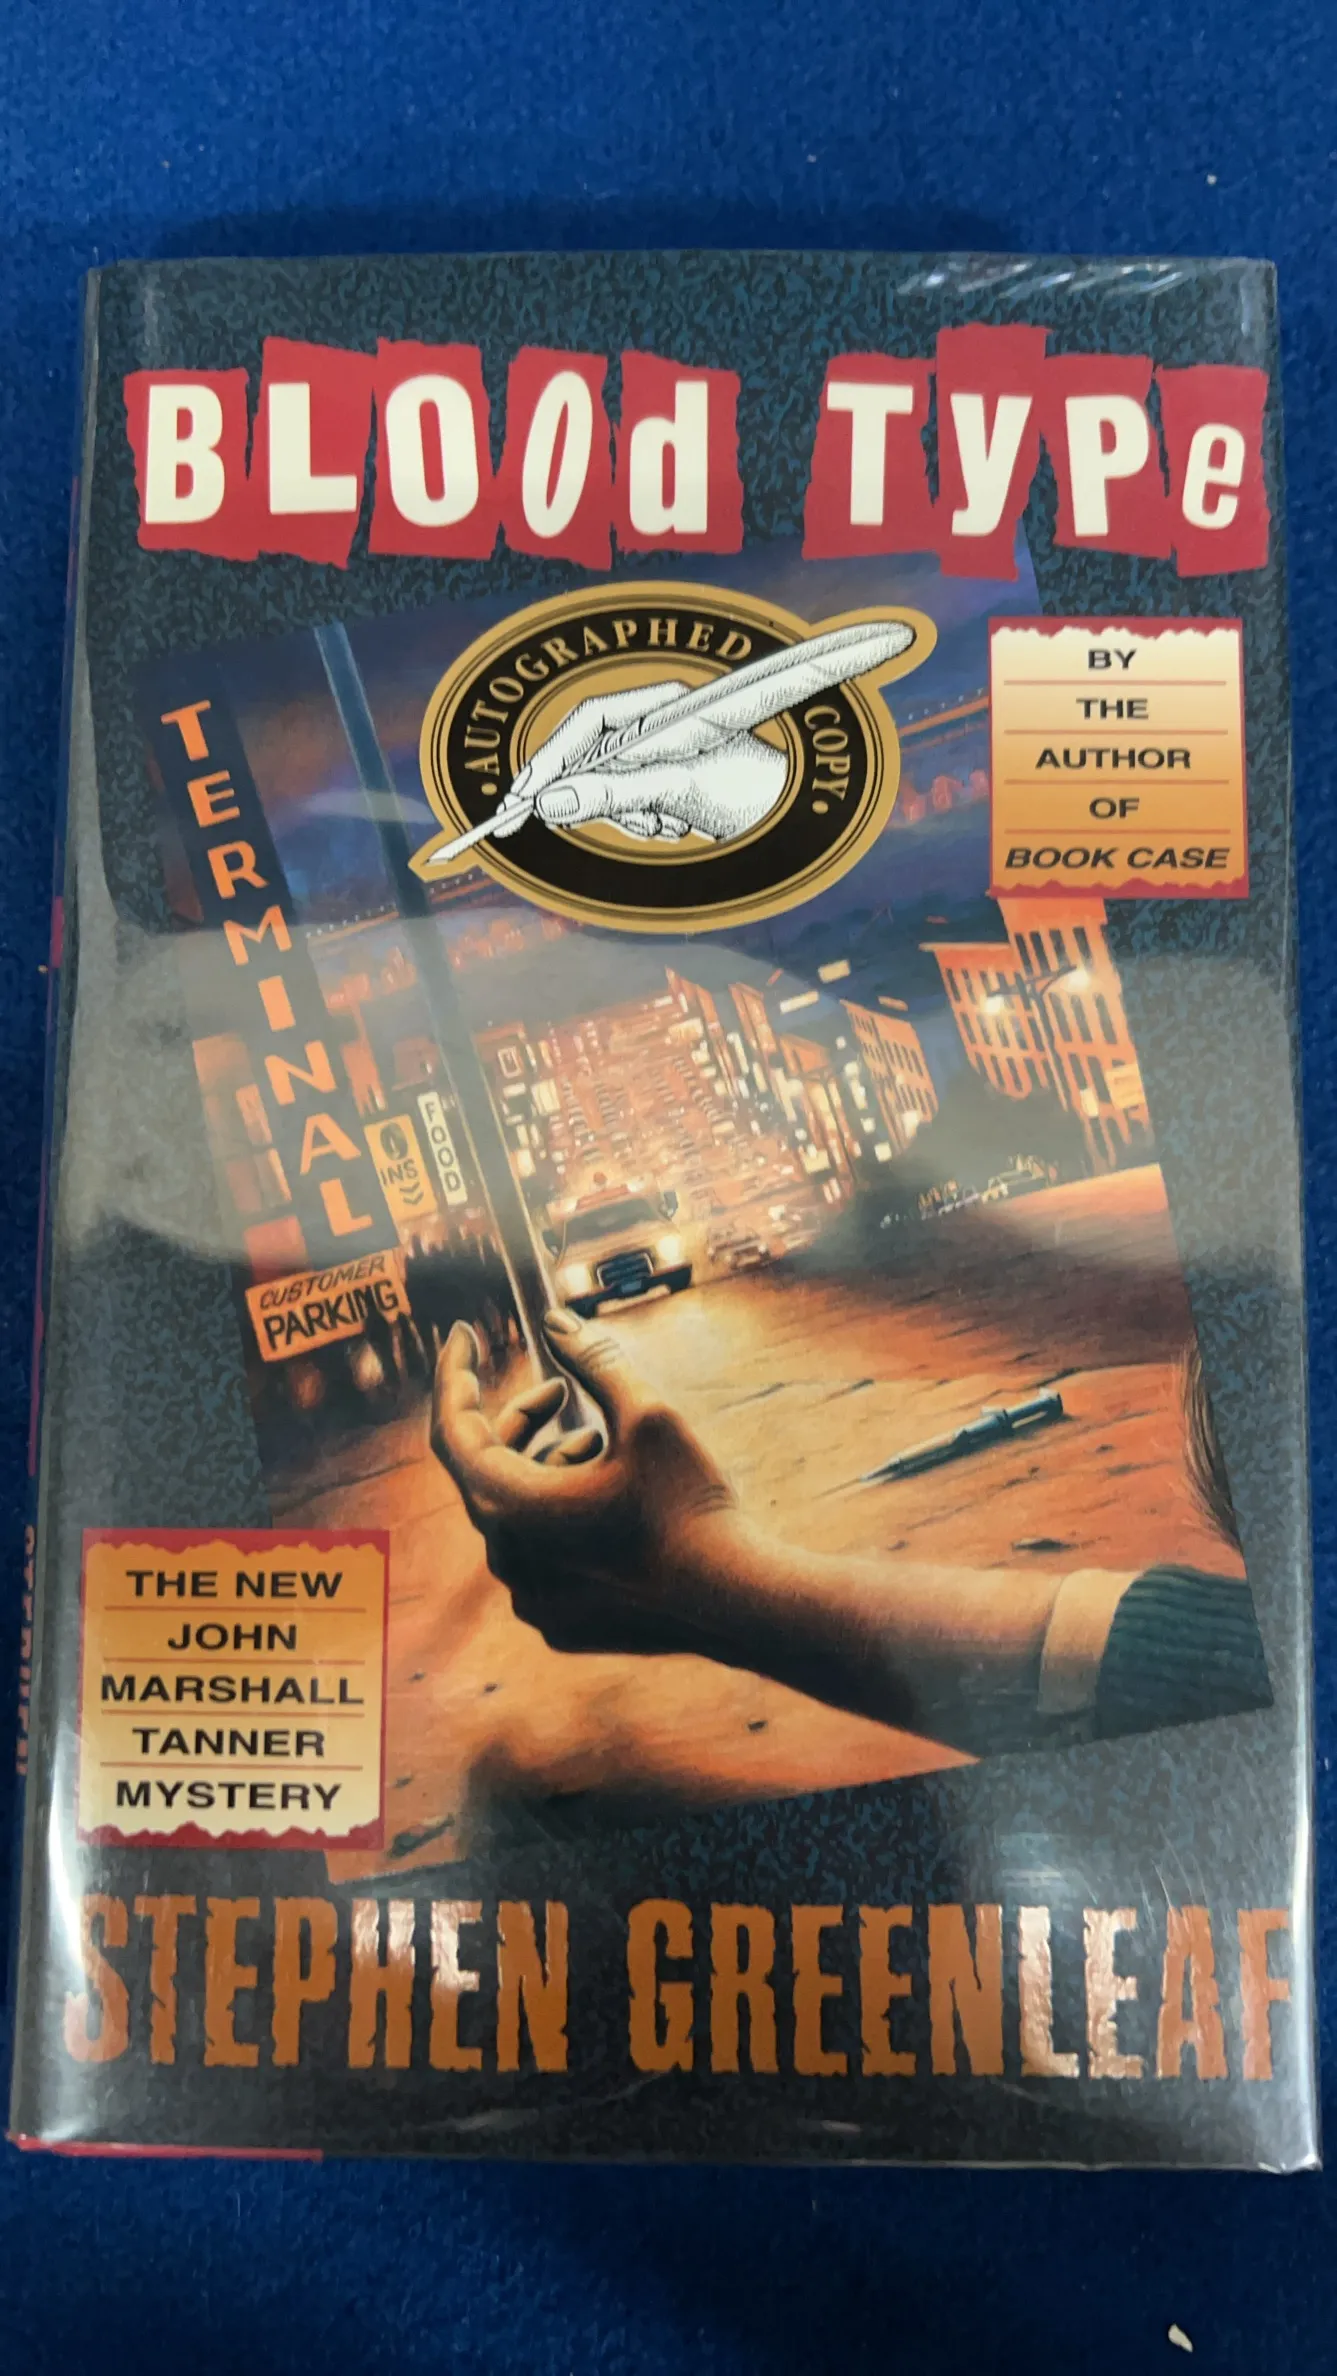 BLOOd TYPe
AUTOGRAPHED COPY
BY
THE
AUTHOR
OF
BOOK CASE
TERMINAL
FOOD
INS
CUSTOMER
PARKING
THE NEW
JOHN
MARSHALL
TANNER
MYSTERY
STEPHEN GREENLEAF